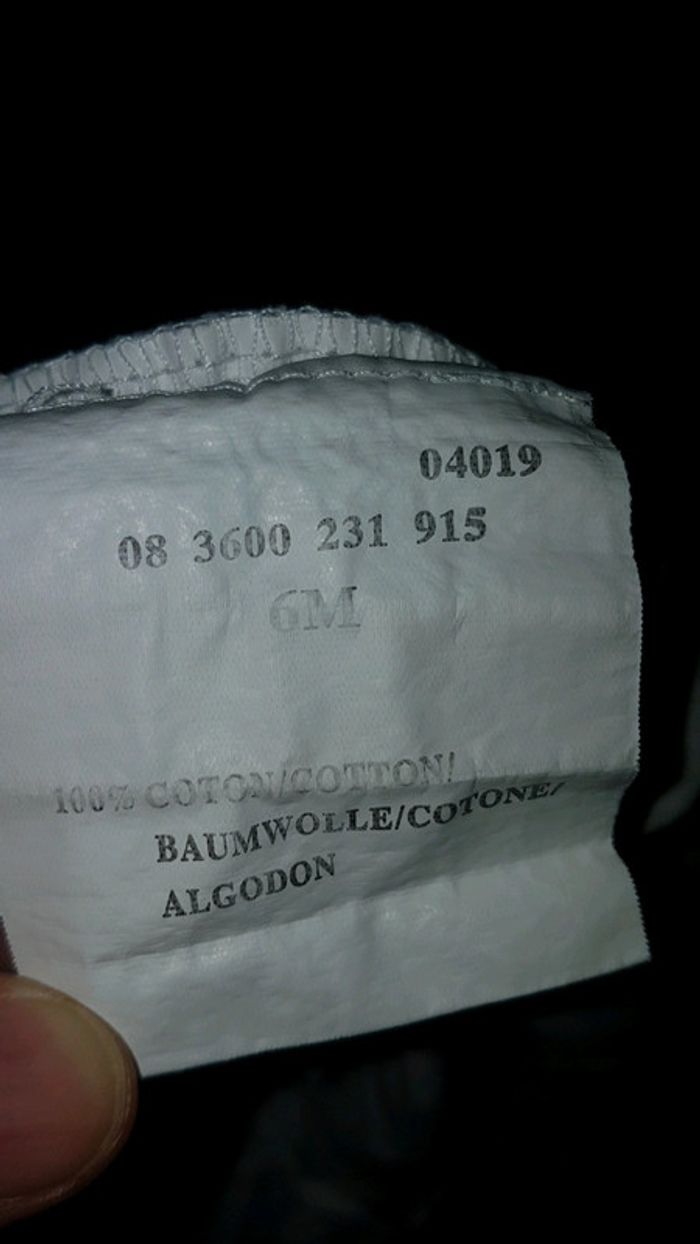 04019
08 3600 231 915
6M
100% COTON/COTTON/
BAUMWOLLE/COTONE/
ALGODON